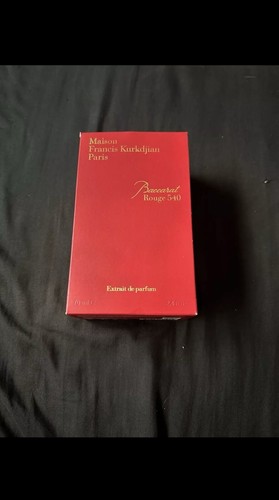 Maison
Francis Kurkdjian
Paris
Baccarat
Rouge 540
Extrait de parfum